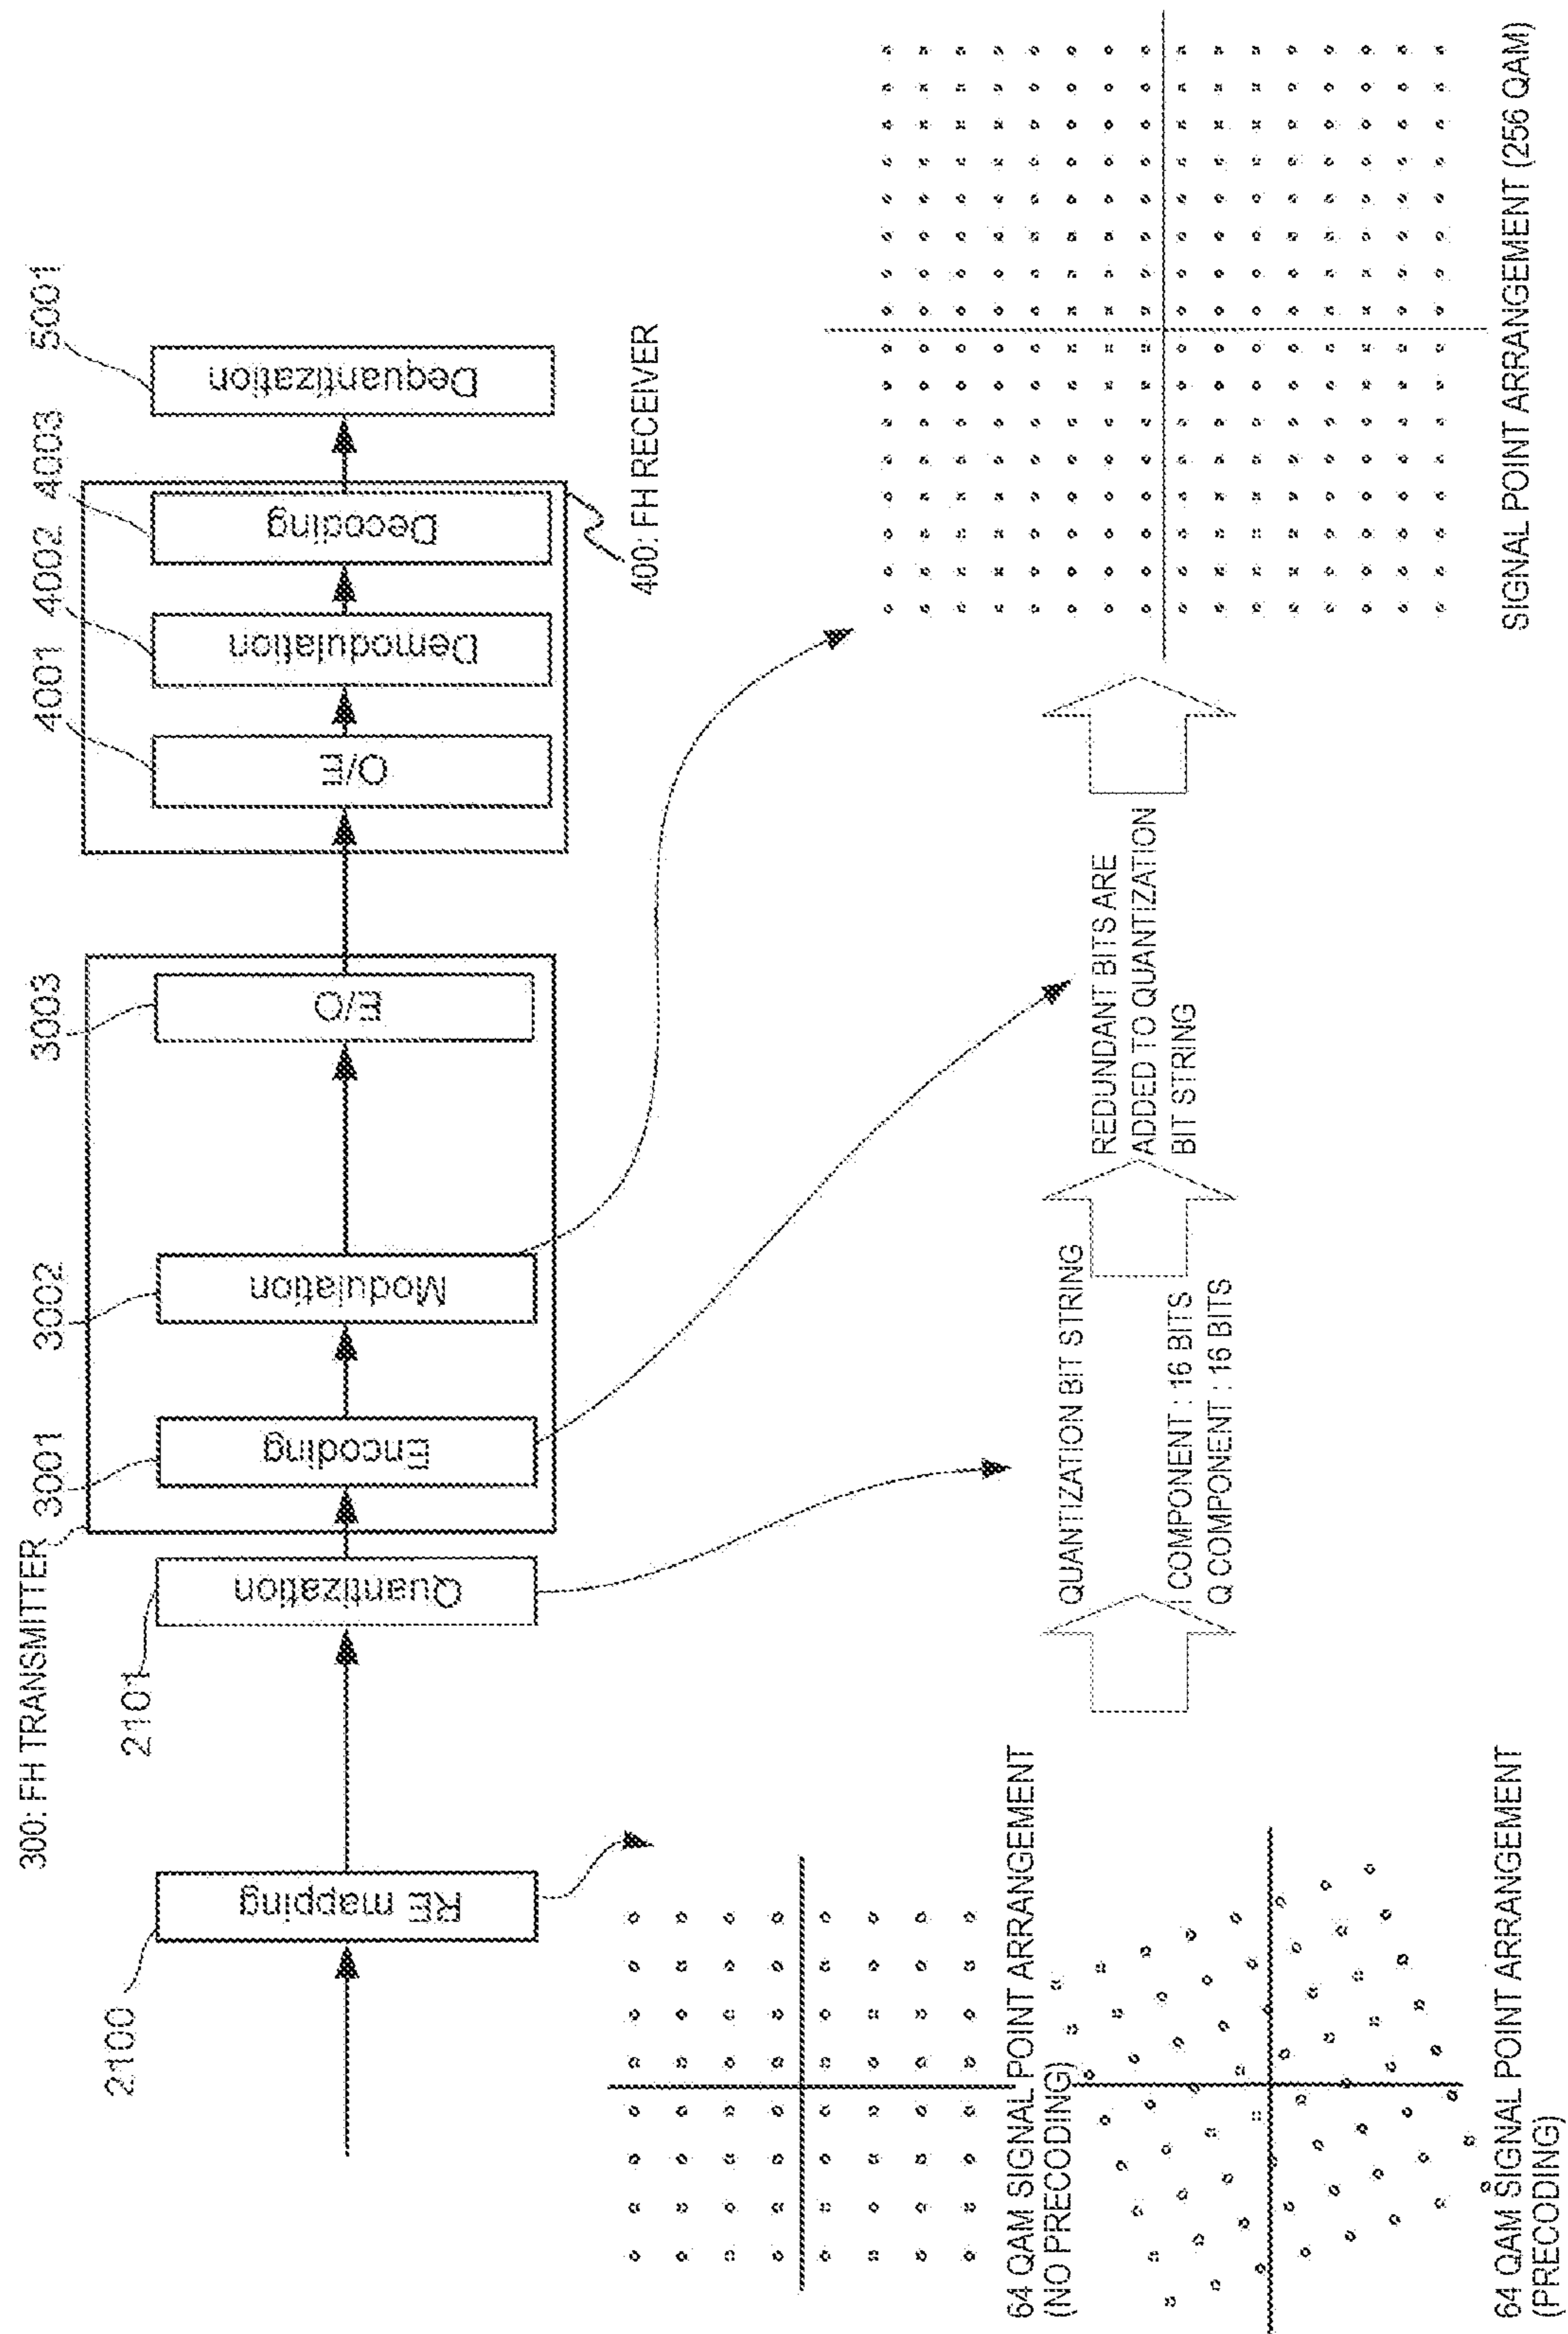 300: FH TRANSMITTER
2100
2101
3001
3002
3003
4001
4002
4003
5001
RE mapping
Quantization
Encoding
Modulation
E/O
O/E
Demodulation
Decoding
Dequantization
400: FH RECEIVER
64 QAM SIGNAL POINT ARRANGEMENT
(NO PRECODING)
64 QAM SIGNAL POINT ARRANGEMENT
(PRECODING)
QUANTIZATION BIT STRING
I COMPONENT : 16 BITS
Q COMPONENT : 16 BITS
REDUNDANT BITS ARE
ADDED TO QUANTIZATION
BIT STRING
SIGNAL POINT ARRANGEMENT (256 QAM)